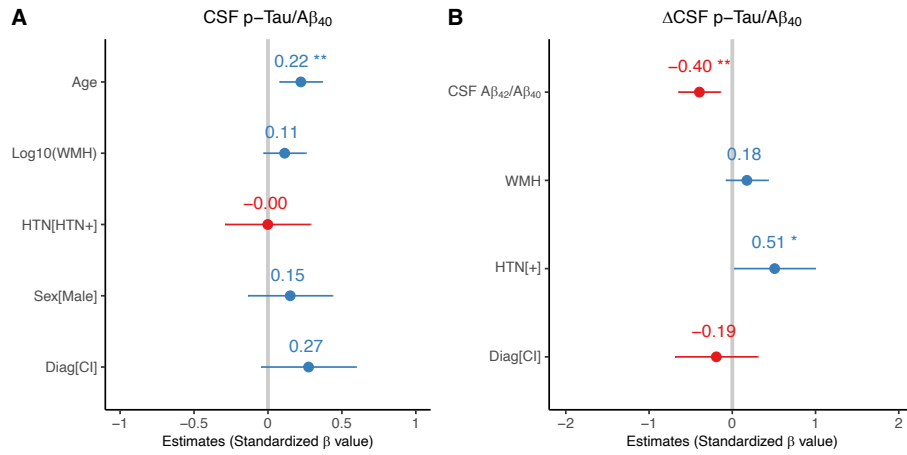 A
CSF p−Tau/Aβ₄₀
Age
0.22 **
Log10(WMH)
0.11
HTN[HTN+]
−0.00
Sex[Male]
0.15
Diag[CI]
0.27
−1
−0.5
0
0.5
1
Estimates (Standardized β value)
B
ΔCSF p−Tau/Aβ₄₀
CSF Aβ₄₂/Aβ₄₀
−0.40 **
WMH
0.18
HTN[+]
0.51 *
Diag[CI]
−0.19
−2
−1
0
1
2
Estimates (Standardized β value)